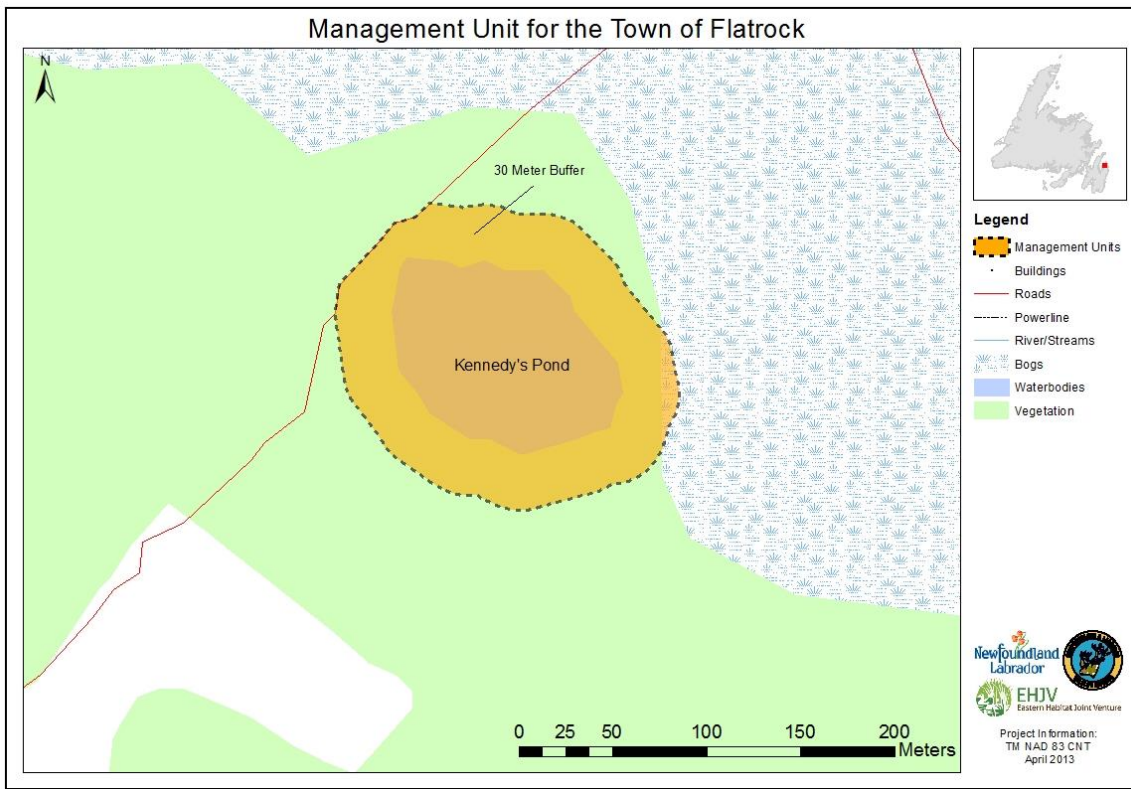 Management Unit for the Town of Flatrock
N
30 Meter Buffer
Kennedy's Pond
0 25 50 100 150 200
Meters
Legend
Management Units
Buildings
Roads
Powerline
River/Streams
Bogs
Waterbodies
Vegetation
Newfoundland
Labrador
EHJV
Eastern Habitat Joint Venture
Project Information:
TM NAD 83 CNT
April 2013